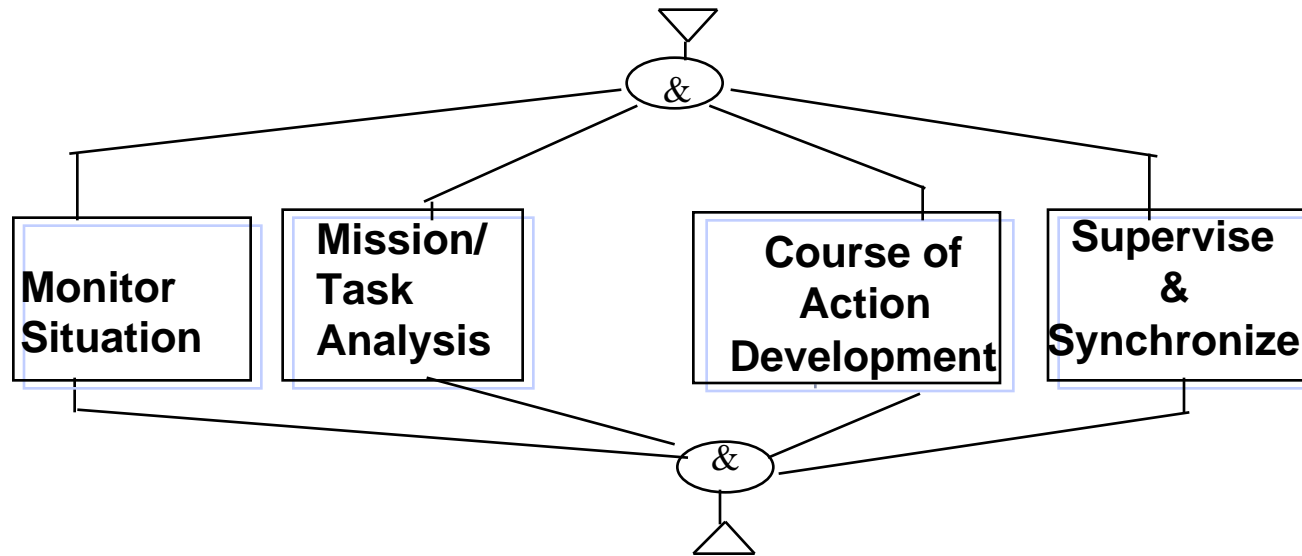 &
Monitor
Situation
Mission/
Task
Analysis
Course of
Action
Development
Supervise
&
Synchronize
&